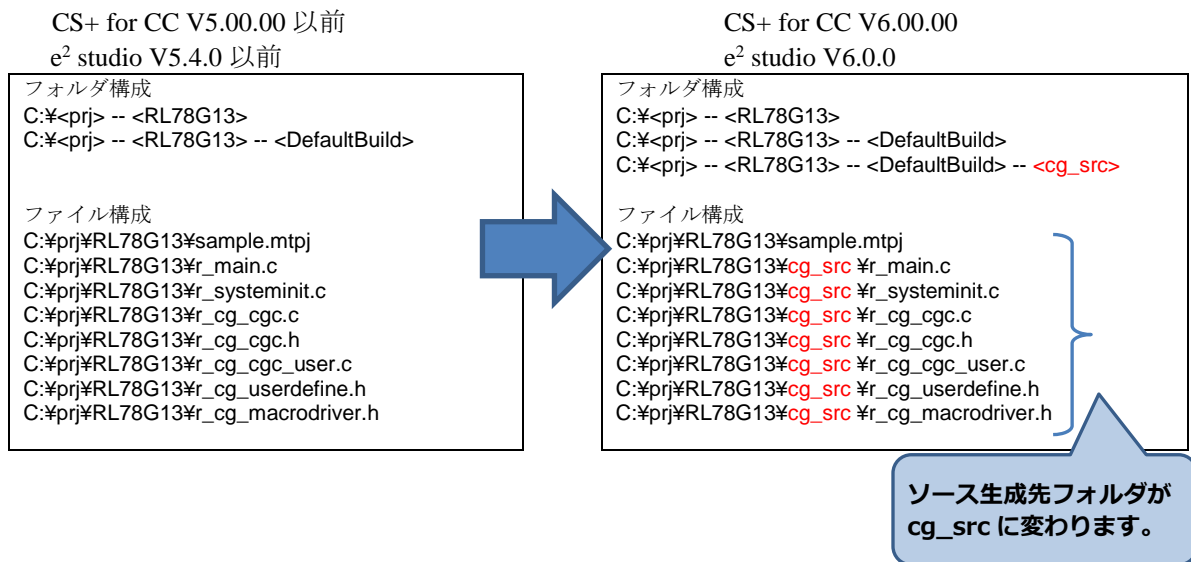 CS+ for CC V5.00.00 以前
e² studio V5.4.0 以前
フォルダ構成
C:¥<prj> -- <RL78G13>
C:¥<prj> -- <RL78G13> -- <DefaultBuild>
ファイル構成
C:¥prj¥RL78G13¥sample.mtpj
C:¥prj¥RL78G13¥r_main.c
C:¥prj¥RL78G13¥r_systeminit.c
C:¥prj¥RL78G13¥r_cg_cgc.c
C:¥prj¥RL78G13¥r_cg_cgc.h
C:¥prj¥RL78G13¥r_cg_cgc_user.c
C:¥prj¥RL78G13¥r_cg_userdefine.h
C:¥prj¥RL78G13¥r_cg_macrodriver.h
CS+ for CC V6.00.00
e² studio V6.0.0
フォルダ構成
C:¥<prj> -- <RL78G13>
C:¥<prj> -- <RL78G13> -- <DefaultBuild>
C:¥<prj> -- <RL78G13> -- <DefaultBuild> -- <cg_src>
ファイル構成
C:¥prj¥RL78G13¥sample.mtpj
C:¥prj¥RL78G13¥cg_src ¥r_main.c
C:¥prj¥RL78G13¥cg_src ¥r_systeminit.c
C:¥prj¥RL78G13¥cg_src ¥r_cg_cgc.c
C:¥prj¥RL78G13¥cg_src ¥r_cg_cgc.h
C:¥prj¥RL78G13¥cg_src ¥r_cg_cgc_user.c
C:¥prj¥RL78G13¥cg_src ¥r_cg_userdefine.h
C:¥prj¥RL78G13¥cg_src ¥r_cg_macrodriver.h
ソース生成先フォルダが
cg_src に変わります。